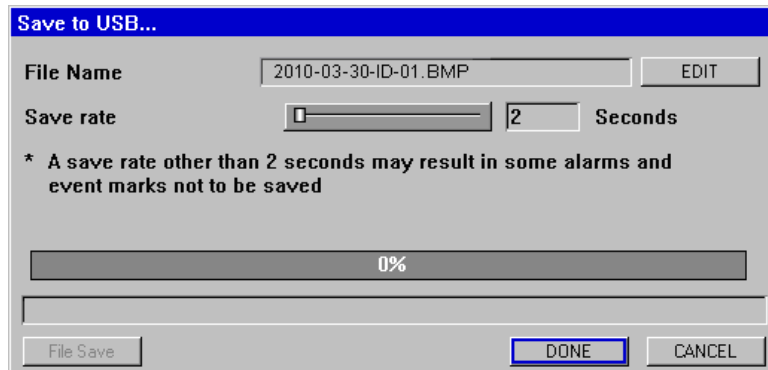 Save to USB...
File Name 2010-03-30-ID-01.BMP EDIT
Save rate 2 Seconds
* A save rate other than 2 seconds may result in some alarms and
event marks not to be saved
0%
File Save DONE CANCEL